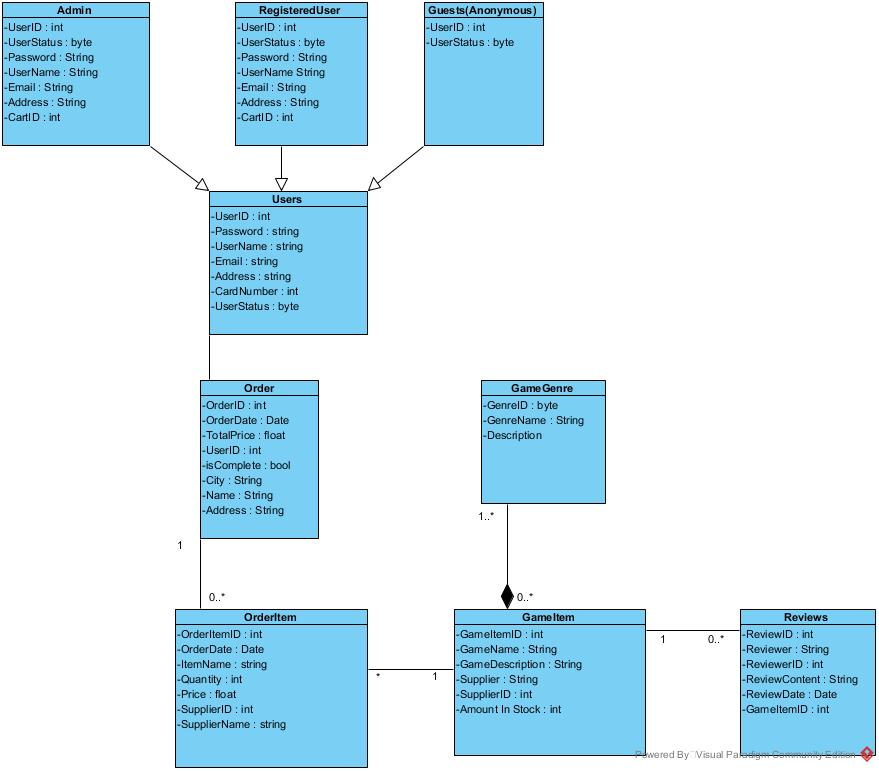 Admin
-UserID : int
-UserStatus : byte
-Password : String
-UserName : String
-Email : String
-Address : String
-CartID : int
RegisteredUser
-UserID : int
-UserStatus : byte
-Password : String
-UserName String
-Email : String
-Address : String
-CartID : int
Guests(Anonymous)
-UserID : int
-UserStatus : byte
Users
-UserID : int
-Password : string
-UserName : string
-Email : string
-Address : string
-CardNumber : int
-UserStatus : byte
Order
-OrderID : int
-OrderDate : Date
-TotalPrice : float
-UserID : int
-isComplete : bool
-City : String
-Name : String
-Address : String
GameGenre
-GenreID : byte
-GenreName : String
-Description
1
0..*
1..*
0..*
OrderItem
-OrderItemID : int
-OrderDate : Date
-ItemName : string
-Quantity : int
-Price : float
-SupplierID : int
-SupplierName : string
*
1
GameItem
-GameItemID : int
-GameName : String
-GameDescription : String
-Supplier : String
-SupplierID : int
-Amount In Stock : int
1
0..*
Reviews
-ReviewID : int
-Reviewer : String
-ReviewerID : int
-ReviewContent : String
-ReviewDate : Date
-GameItemID : int
Powered By Visual Paradigm Community Edition